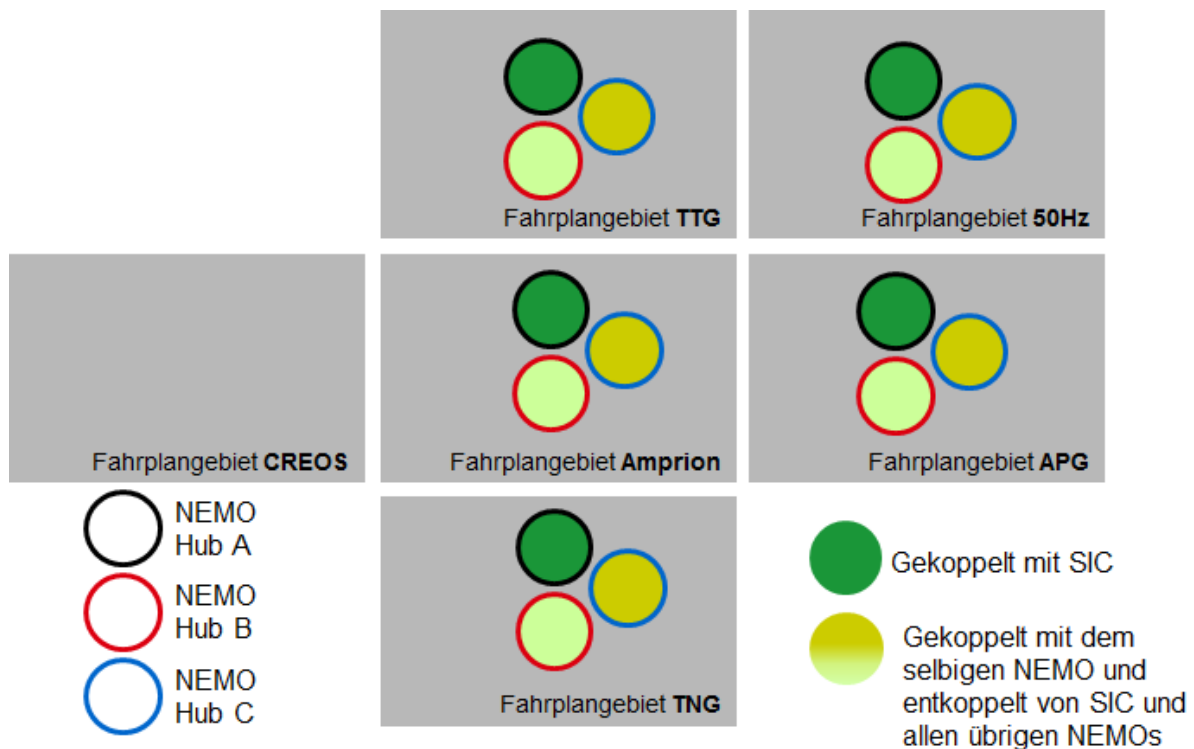 Fahrplangebiet TTG
Fahrplangebiet 50Hz
Fahrplangebiet CREOS
Fahrplangebiet Amprion
Fahrplangebiet APG
NEMO
Hub A
NEMO
Hub B
NEMO
Hub C
Fahrplangebiet TNG
Gekoppelt mit SIC
Gekoppelt mit dem
selbigen NEMO und
entkoppelt von SIC und
allen übrigen NEMOs